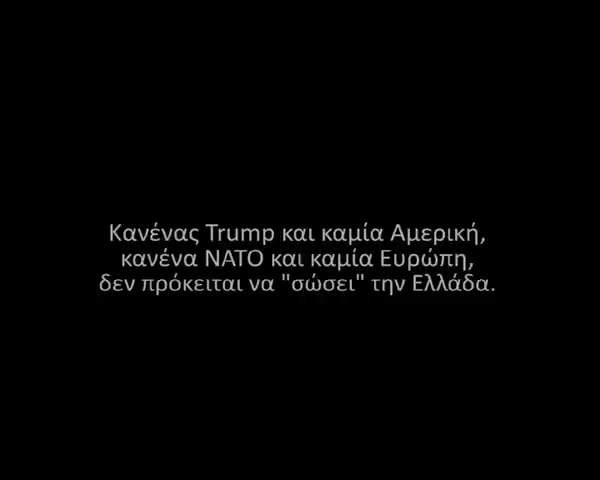 Κανένας Trump και καμία Αμερική,
κανένα ΝΑΤΟ και καμία Ευρώπη,
δεν πρόκειται να "σώσει" την Ελλάδα.